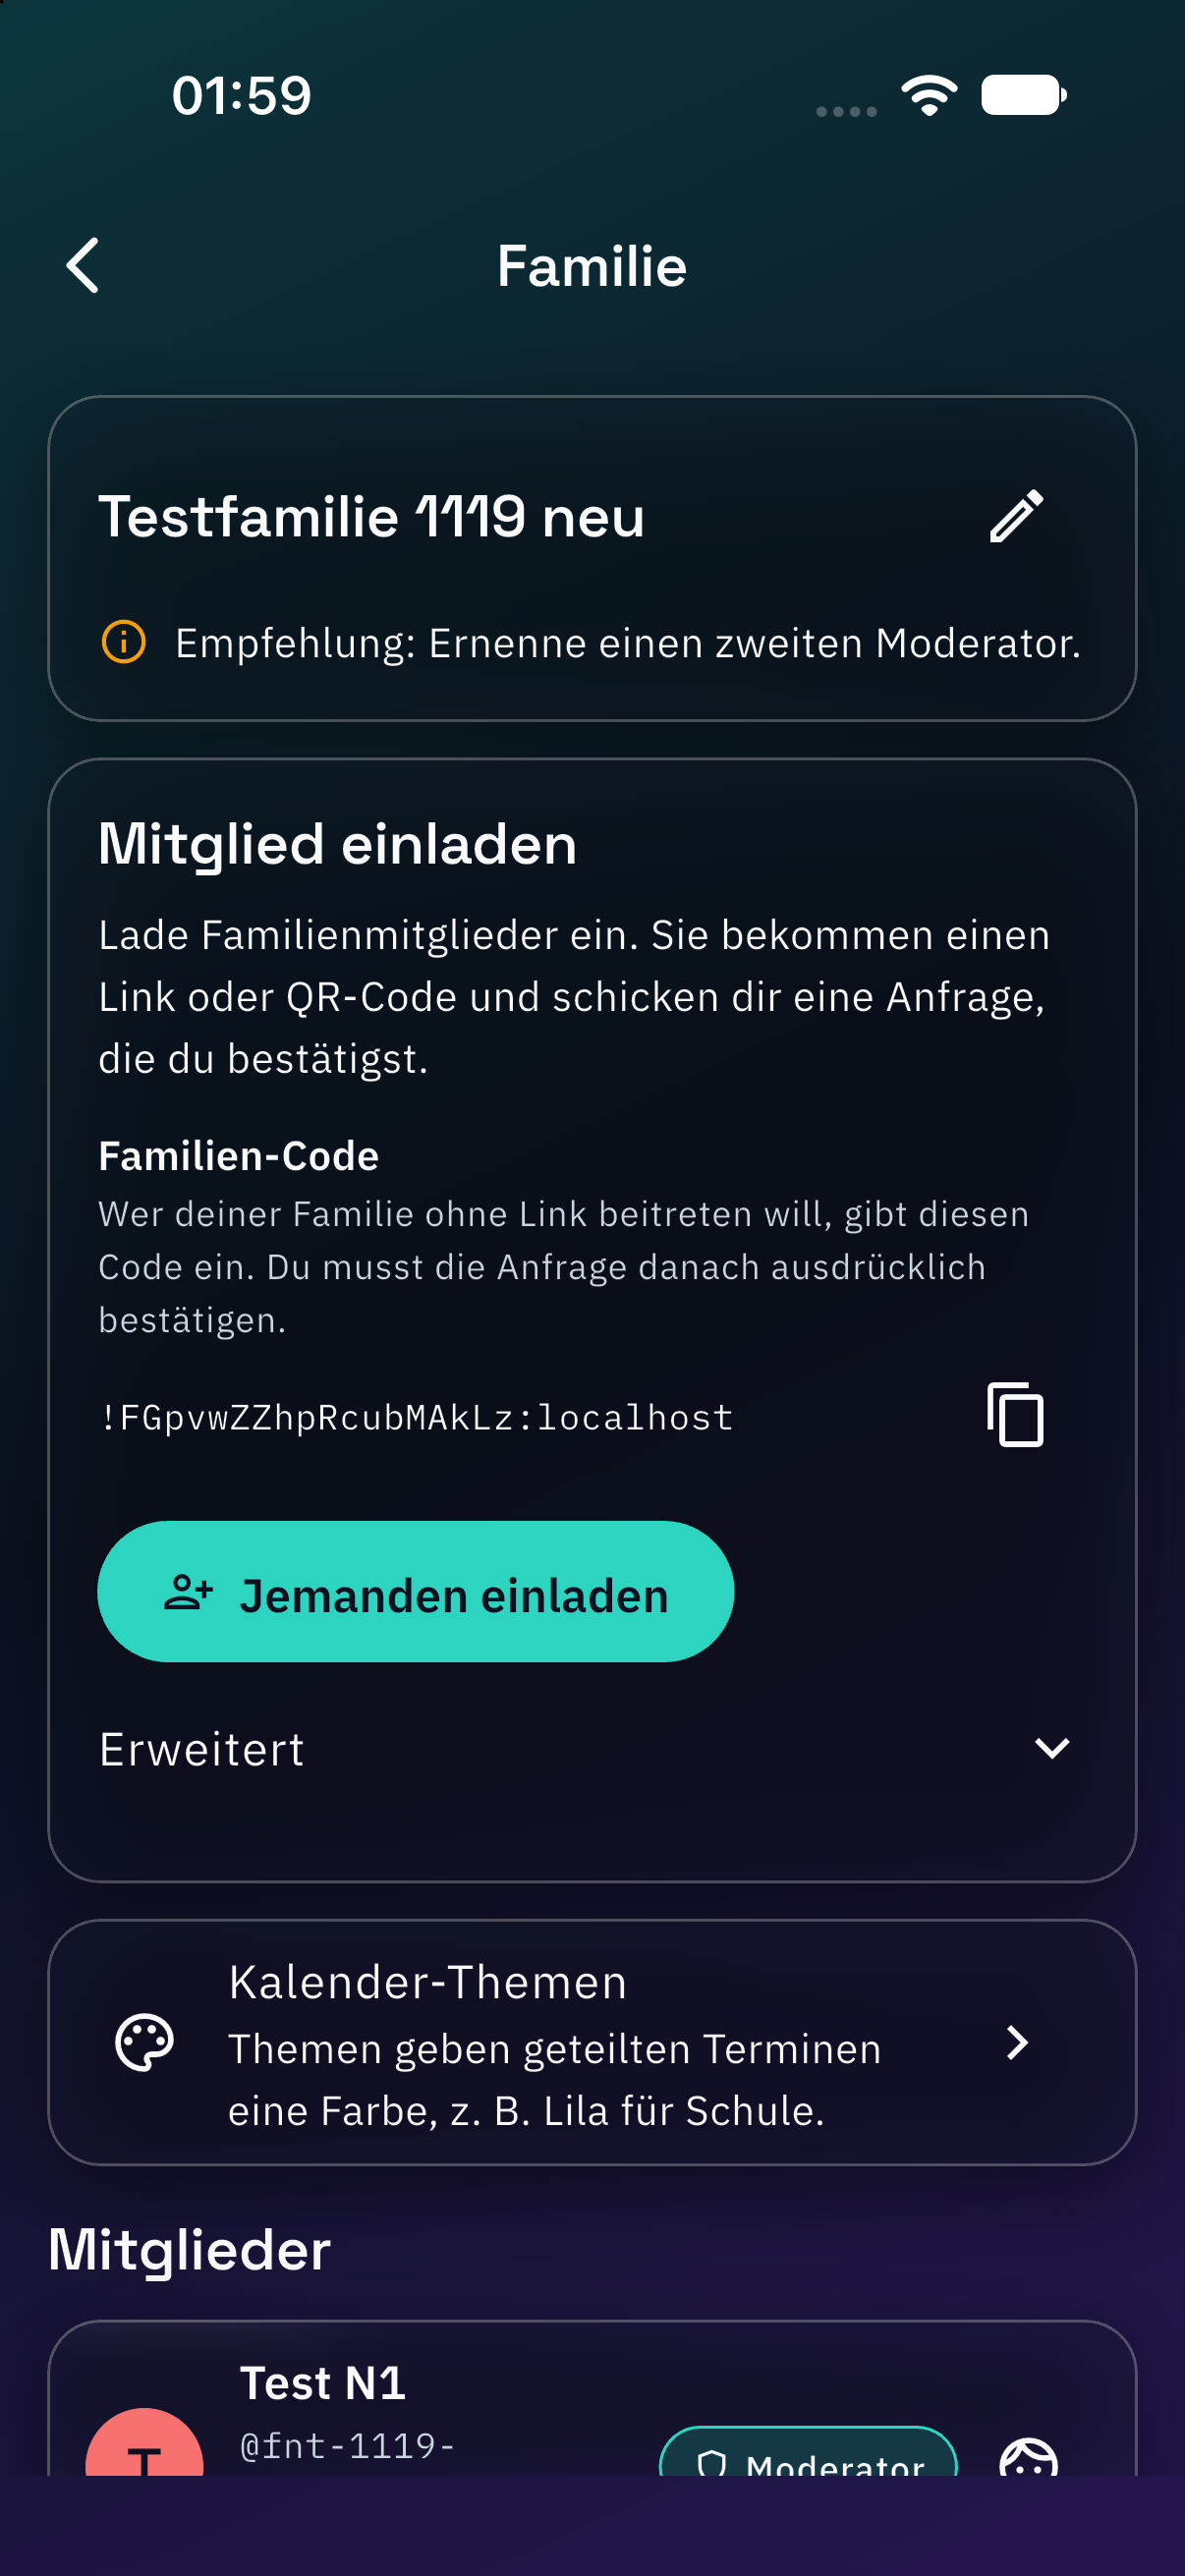 01:59
Familie
Testfamilie 1119 neu
Empfehlung: Ernenne einen zweiten Moderator.
Mitglied einladen
Lade Familienmitglieder ein. Sie bekommen einen
Link oder QR-Code und schicken dir eine Anfrage,
die du bestätigst.
Familien-Code
Wer deiner Familie ohne Link beitreten will, gibt diesen
Code ein. Du musst die Anfrage danach ausdrücklich
bestätigen.
!FGpvwZZhpRcubMAkLz:localhost
Jemanden einladen
Erweitert
Kalender-Themen
Themen geben geteilten Terminen
eine Farbe, z. B. Lila für Schule.
Mitglieder
Test N1
@fnt-1119-
T
Moderator